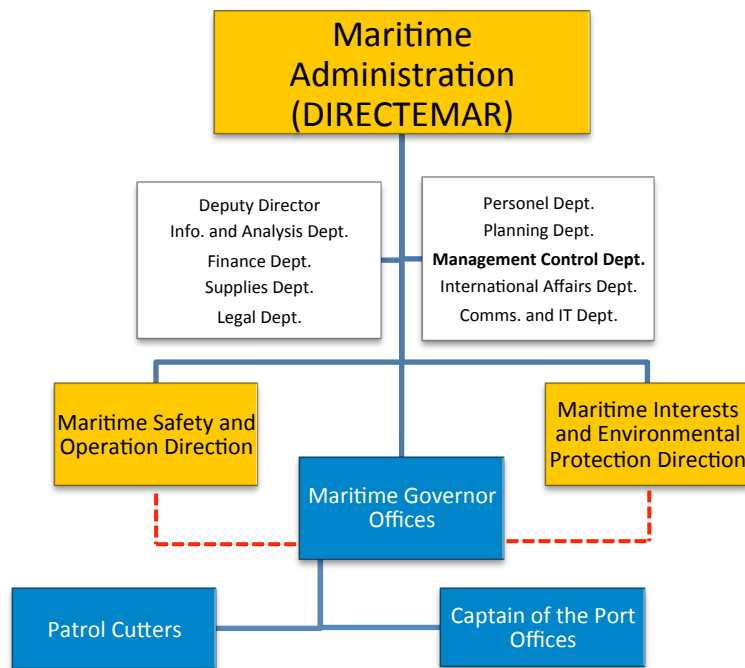 Maritime
Administration
(DIRECTEMAR)
Deputy Director
Info. and Analysis Dept.
Finance Dept.
Supplies Dept.
Legal Dept.
Personel Dept.
Planning Dept.
Management Control Dept.
International Affairs Dept.
Comms. and IT Dept.
Maritime Safety and
Operation Direction
Maritime Interests
and Environmental
Protection Direction
Maritime Governor
Offices
Patrol Cutters
Captain of the Port
Offices